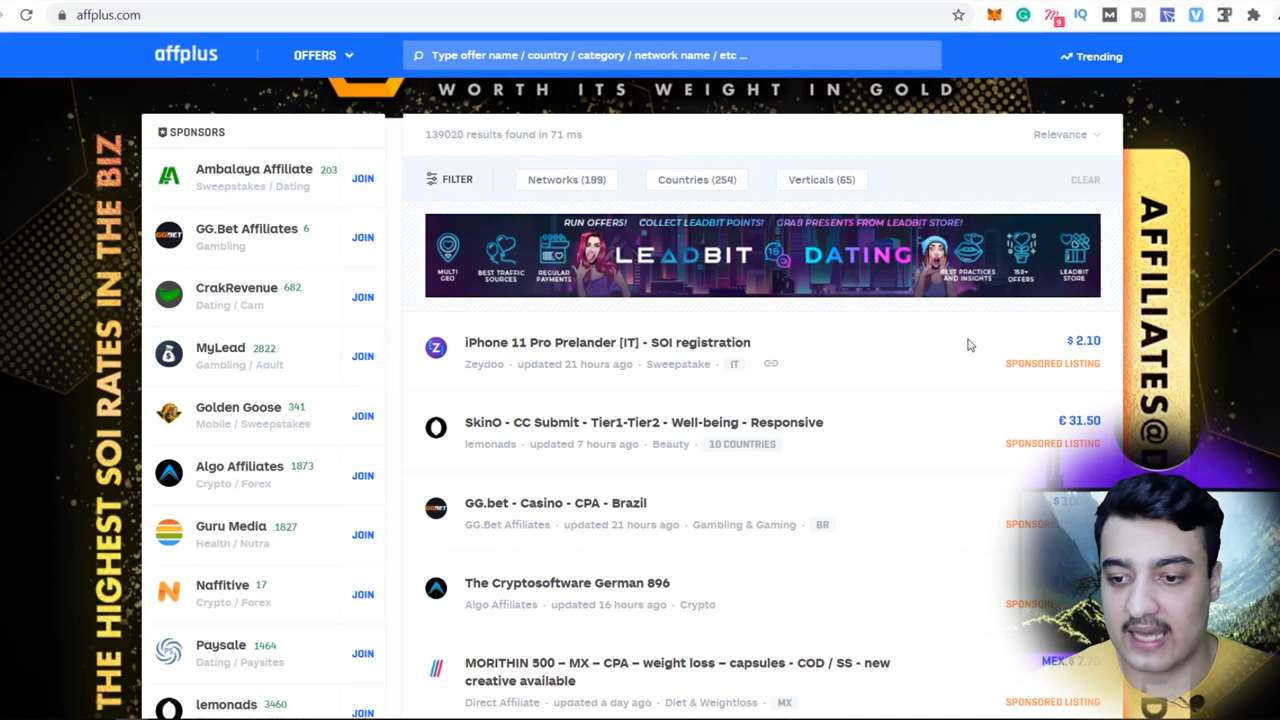 affplus.com
9
affplus
OFFERS
Type offer name / country / category / network name / etc ...
Trending
WORTH ITS WEIGHT IN GOLD
THE HIGHEST SOI RATES IN THE BIZ
SPONSORS
Ambalaya Affiliate 203
Sweepstakes / Dating
JOIN
GG.Bet Affiliates 6
Gambling
JOIN
CrakRevenue 682
Dating / Cam
JOIN
MyLead 2822
Gambling / Adult
JOIN
Golden Goose 341
Mobile / Sweepstakes
JOIN
Algo Affiliates 1873
Crypto / Forex
JOIN
Guru Media 1827
Health / Nutra
JOIN
Naffitive 17
Crypto / Forex
JOIN
Paysale 1464
Dating / Paysites
JOIN
lemonads 3460
JOIN
139020 results found in 71 ms
Relevance
FILTER
Networks (199)
Countries (254)
Verticals (65)
CLEAR
RUN OFFERS! COLLECT LEADBIT POINTS! GRAB PRESENTS FROM LEADBIT STORE!
MULTI GEO
BEST TRAFFIC SOURCES
REGULAR PAYMENTS
LEADBIT 18 DATING
BEST PRACTICES AND INSIGHTS
150+ OFFERS
LEADBIT STORE
iPhone 11 Pro Prelander [IT] - SOI registration
$ 2.10
Zeydoo · updated 21 hours ago · Sweepstake · IT
SPONSORED LISTING
SkinO - CC Submit - Tier1-Tier2 - Well-being - Responsive
€ 31.50
lemonads · updated 7 hours ago · Beauty · 10 COUNTRIES
SPONSORED LISTING
GG.bet - Casino - CPA - Brazil
GG.Bet Affiliates · updated 21 hours ago · Gambling & Gaming · BR
The Cryptosoftware German 896
Algo Affiliates · updated 16 hours ago · Crypto
MORITHIN 500 – MX – CPA – weight loss – capsules - COD / SS - new
creative available
MEX.$ 7.70
Direct Affiliate · updated a day ago · Diet & Weightloss · MX
SPONSORED LISTING
AFFILIATES@